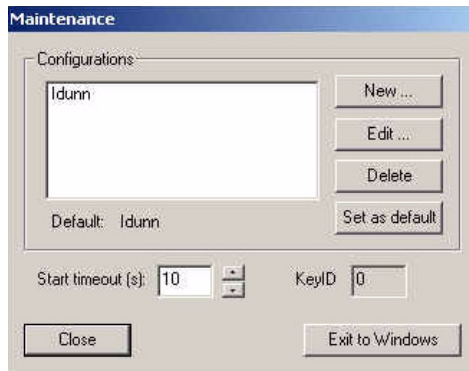 Maintenance
Configurations
Idunn
New ...
Edit ...
Delete
Default: Idunn
Set as default
Start timeout (s): 10
KeyID 0
Close
Exit to Windows